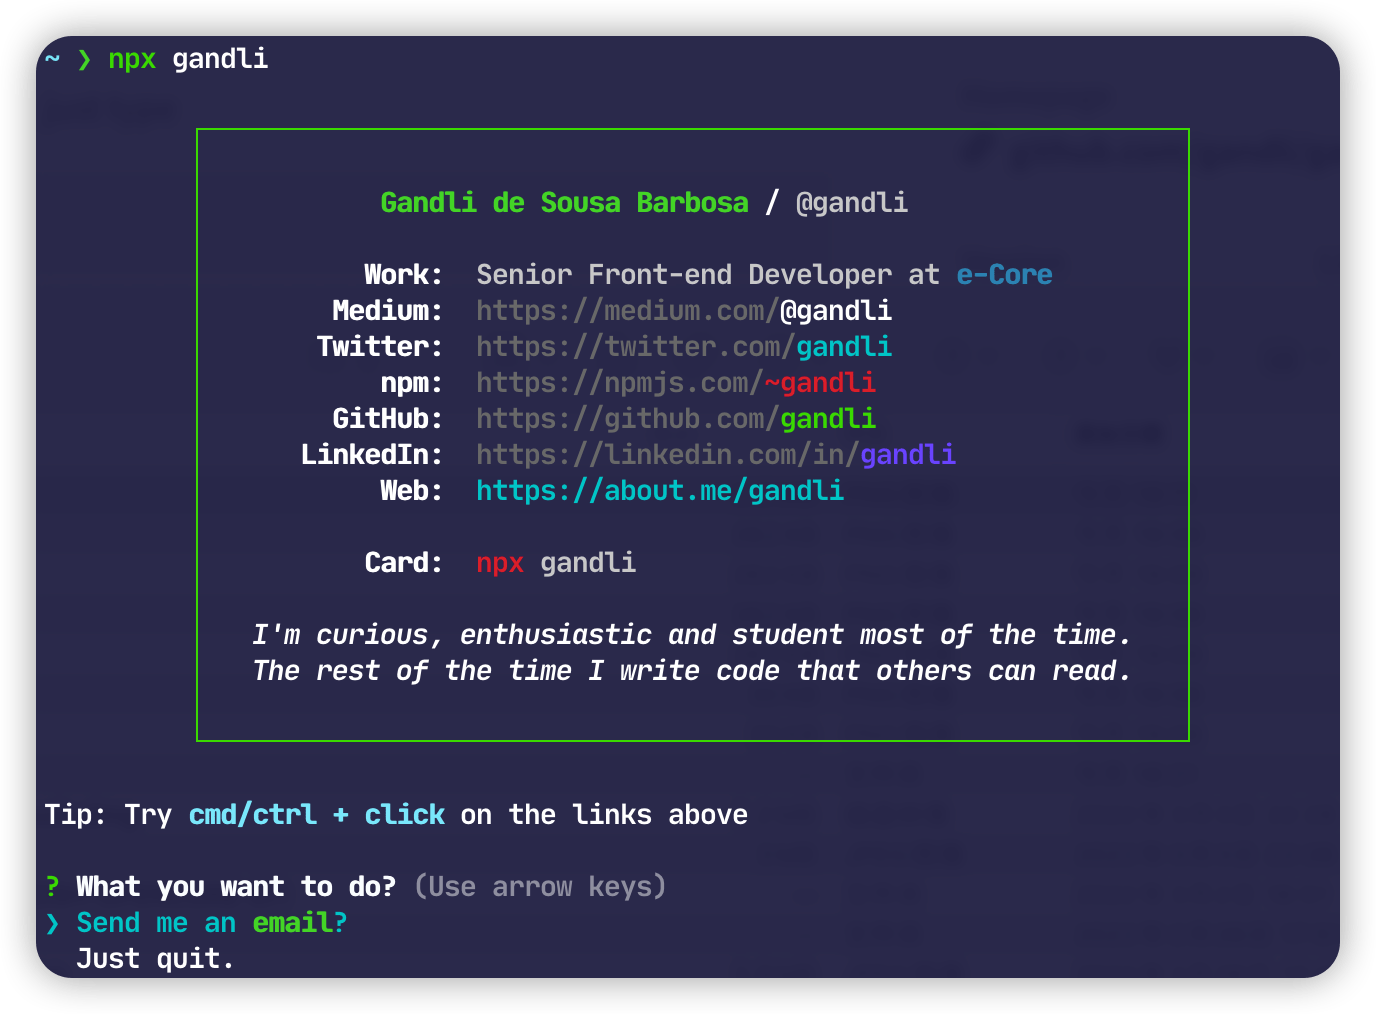 ~ ❯ npx gandli
Gandli de Sousa Barbosa / @gandli
Work: Senior Front-end Developer at e-Core
Medium: https://medium.com/@gandli
Twitter: https://twitter.com/gandli
npm: https://npmjs.com/~gandli
GitHub: https://github.com/gandli
LinkedIn: https://linkedin.com/in/gandli
Web: https://about.me/gandli
Card: npx gandli
I'm curious, enthusiastic and student most of the time.
The rest of the time I write code that others can read.
Tip: Try cmd/ctrl + click on the links above
? What you want to do? (Use arrow keys)
❯ Send me an email?
Just quit.